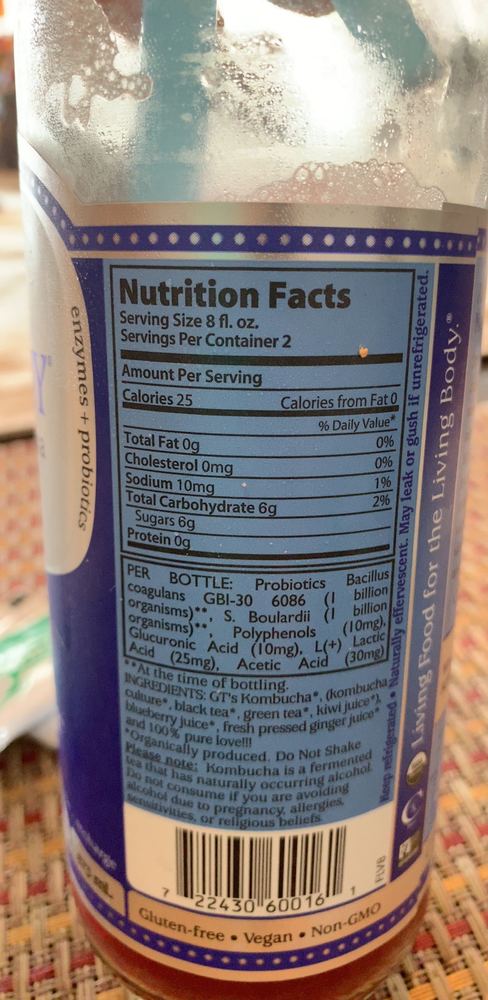 Nutrition Facts
Serving Size 8 fl. oz.
Servings Per Container 2
Amount Per Serving
Calories 25 Calories from Fat 0
% Daily Value*
Total Fat 0g 0%
Cholesterol 0mg 0%
Sodium 10mg 1%
Total Carbohydrate 6g 2%
Sugars 6g
Protein 0g
PER BOTTLE: Probiotics Bacillus
coagulans GBI-30 6086 (1 billion
organisms)**, S. Boulardii (1 billion
organisms)**, Polyphenols (10mg),
Glucuronic Acid (10mg), L(+) Lactic
Acid (25mg), Acetic Acid (30mg)
**At the time of bottling.
INGREDIENTS: GT's Kombucha*, (kombucha
culture*, black tea*, green tea*, kiwi juice*),
blueberry juice*, fresh pressed ginger juice*
and 100% pure love!!!
*Organically produced. Do Not Shake
Please note: Kombucha is a fermented
tea that has naturally occurring alcohol.
Do not consume if you are avoiding
alcohol due to pregnancy, allergies,
sensitivities, or religious beliefs.
Keep refrigerated • Naturally effervescent. May leak or gush if unrefrigerated.
Living Food for the Living Body.®
enzymes + probiotics
Y
mL
7 22430 60016 1
FLVB
Gluten-free • Vegan • Non-GMO